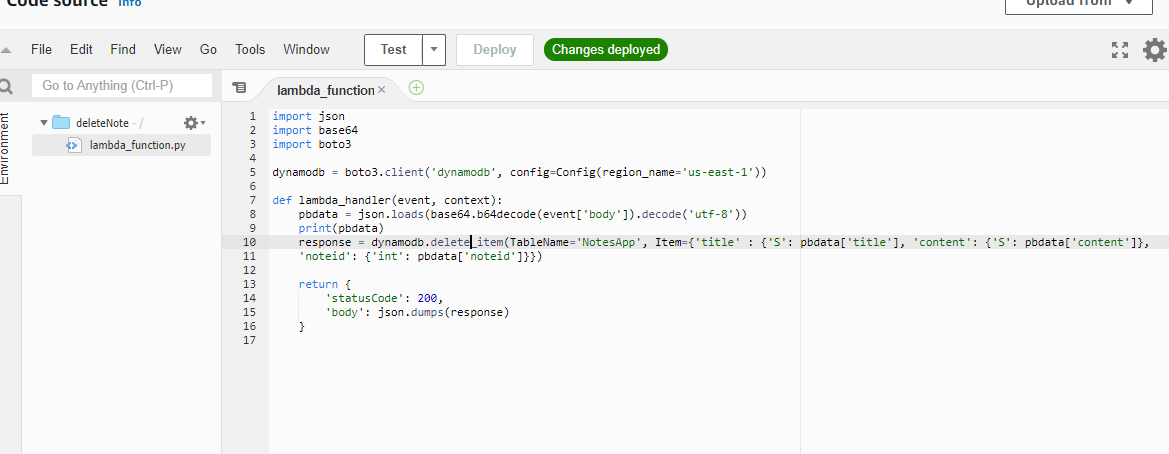 Code source Info
Upload from
File Edit Find View Go Tools Window Test Deploy Changes deployed
Go to Anything (Ctrl-P)
lambda_function
Environment
deleteNote - /
lambda_function.py
1 import json
2 import base64
3 import boto3
4
5 dynamodb = boto3.client('dynamodb', config=Config(region_name='us-east-1'))
6
7 def lambda_handler(event, context):
8 pbdata = json.loads(base64.b64decode(event['body']).decode('utf-8'))
9 print(pbdata)
10 response = dynamodb.delete_item(TableName='NotesApp', Item={'title' : {'S': pbdata['title'], 'content': {'S': pbdata['content']},
11 'noteid': {'int': pbdata['noteid']}})
12
13 return {
14 'statusCode': 200,
15 'body': json.dumps(response)
16 }
17